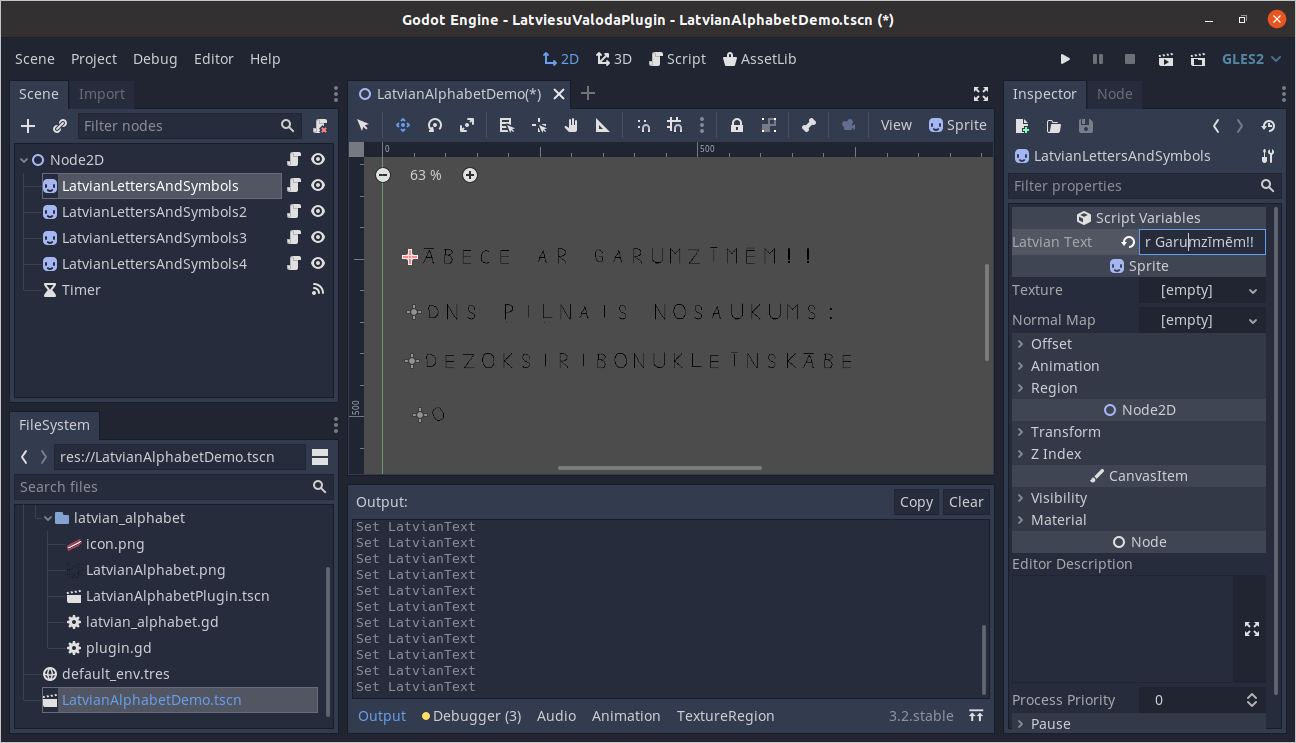 Godot Engine - LatviesuValodaPlugin - LatvianAlphabetDemo.tscn (*)
Scene Project Debug Editor Help
2D 3D Script AssetLib
GLES2
Scene Import
Filter nodes
Node2D
LatvianLettersAndSymbols
LatvianLettersAndSymbols2
LatvianLettersAndSymbols3
LatvianLettersAndSymbols4
Timer
FileSystem
res://LatvianAlphabetDemo.tscn
Search files
latvian_alphabet
icon.png
LatvianAlphabet.png
LatvianAlphabetPlugin.tscn
latvian_alphabet.gd
plugin.gd
default_env.tres
LatvianAlphabetDemo.tscn
LatvianAlphabetDemo(*)
View Sprite
0 500
63 %
500
ĀBECE AR GARUMZĪMĒM!!
DNS PILNAIS NOSAUKUMS:
DEZOKSIRIBONUKLEĪNSKĀBE
O
Output:
Copy Clear
Set LatvianText
Set LatvianText
Set LatvianText
Set LatvianText
Set LatvianText
Set LatvianText
Set LatvianText
Set LatvianText
Set LatvianText
Set LatvianText
Set LatvianText
Output Debugger (3) Audio Animation TextureRegion 3.2.stable
Inspector Node
LatvianLettersAndSymbols
Filter properties
Script Variables
Latvian Text r Garumzīmēm!!
Sprite
Texture [empty]
Normal Map [empty]
Offset
Animation
Region
Node2D
Transform
Z Index
CanvasItem
Visibility
Material
Node
Editor Description
Process Priority 0
Pause